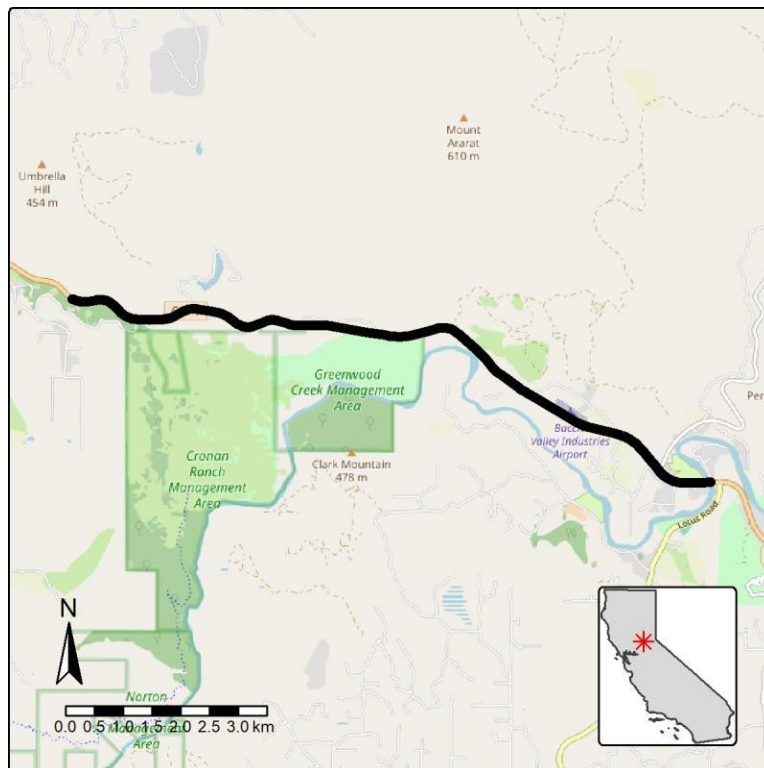 Mount
Ararat
610 m
Umbrella
Hill
454 m
Greenwood
Creek Management
Area
Valley Industries
Airport
Clark Mountain
478 m
Cronan
Ranch
Management
Area
Lotus Road
N
Norton
Management
Area
0.0 0.5 1.0 1.5 2.0 2.5 3.0 km